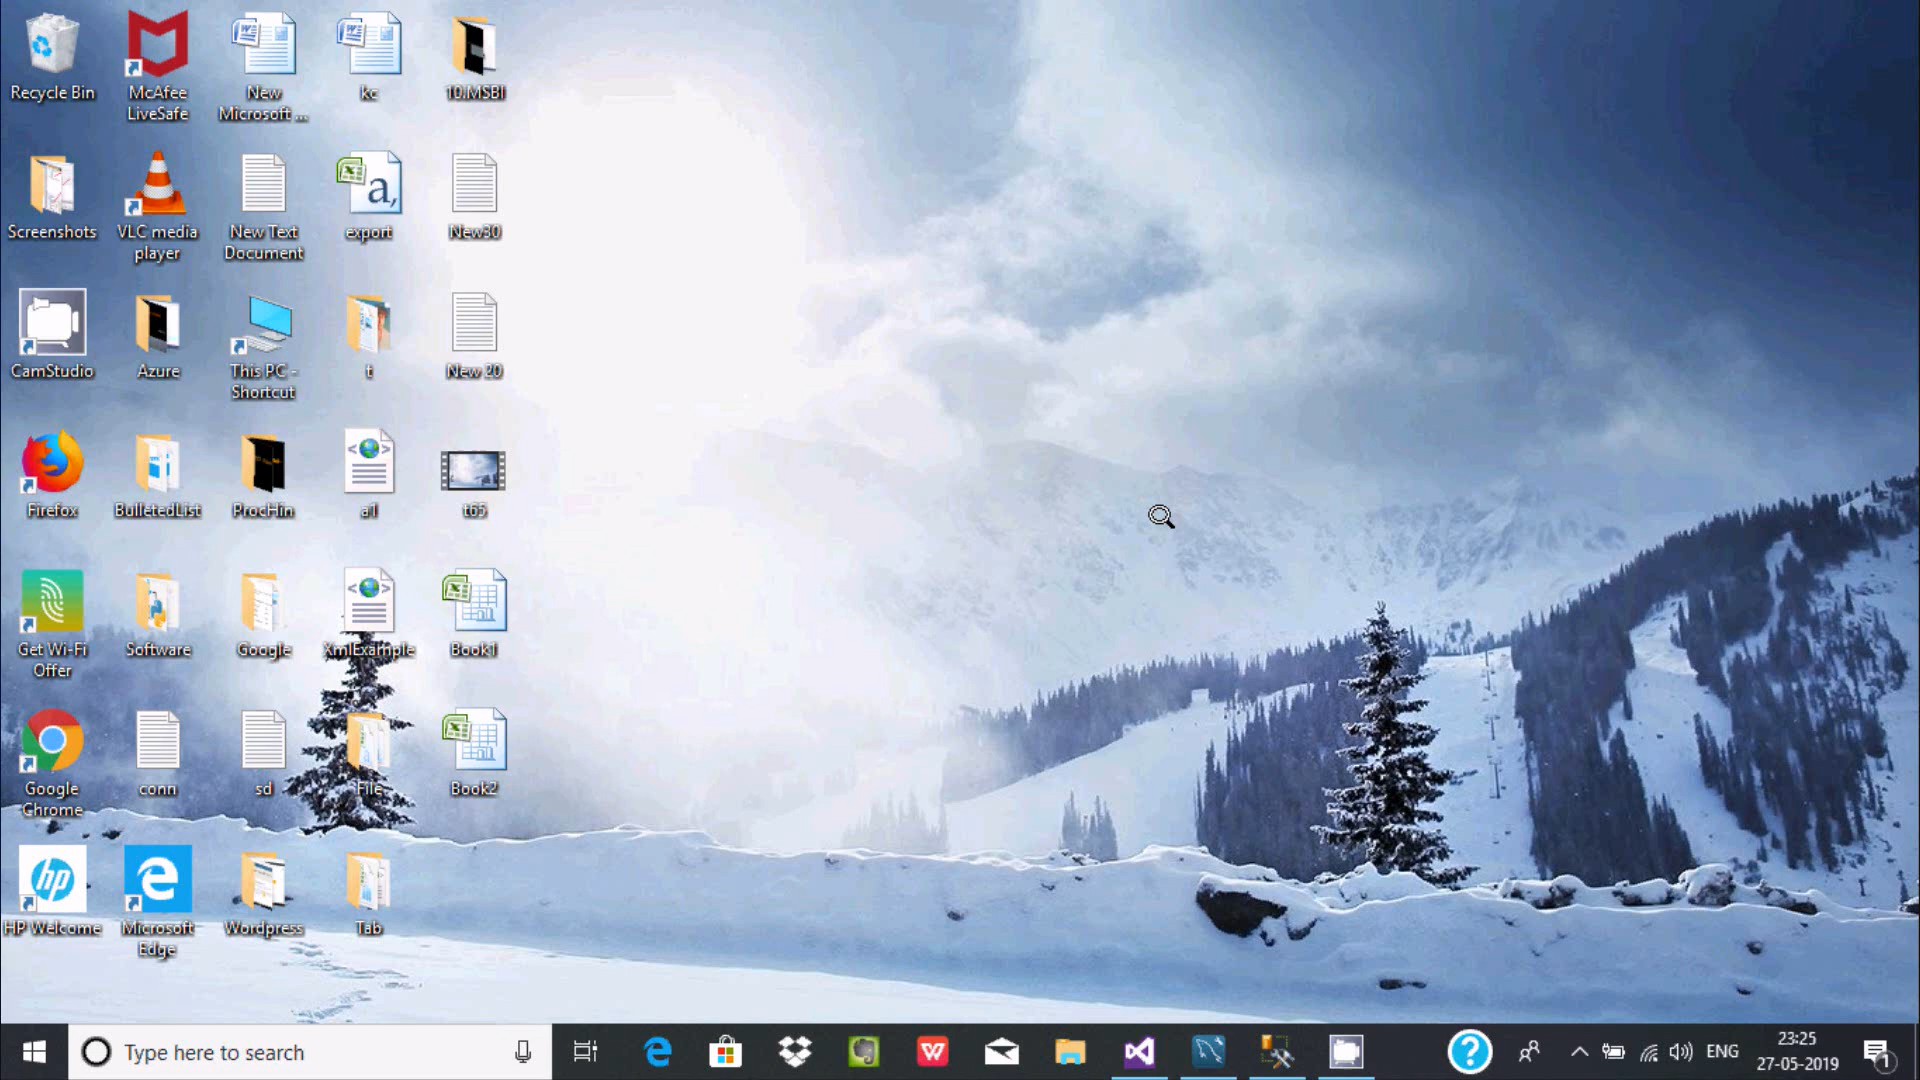 Recycle Bin
McAfee
LiveSafe
New
Microsoft ...
kc
10.MSBI
Screenshots
VLC media
player
New Text
Document
export
New30
CamStudio
Azure
This PC -
Shortcut
t
New 20
Firefox
BulletedList
ProcHin
a1
t65
Get Wi-Fi
Offer
Software
Google
XmlExample
Book1
Google
Chrome
conn
sd
File
Book2
HP Welcome
Microsoft
Edge
Wordpress
Tab
Type here to search
ENG
23:25
27-05-2019
1